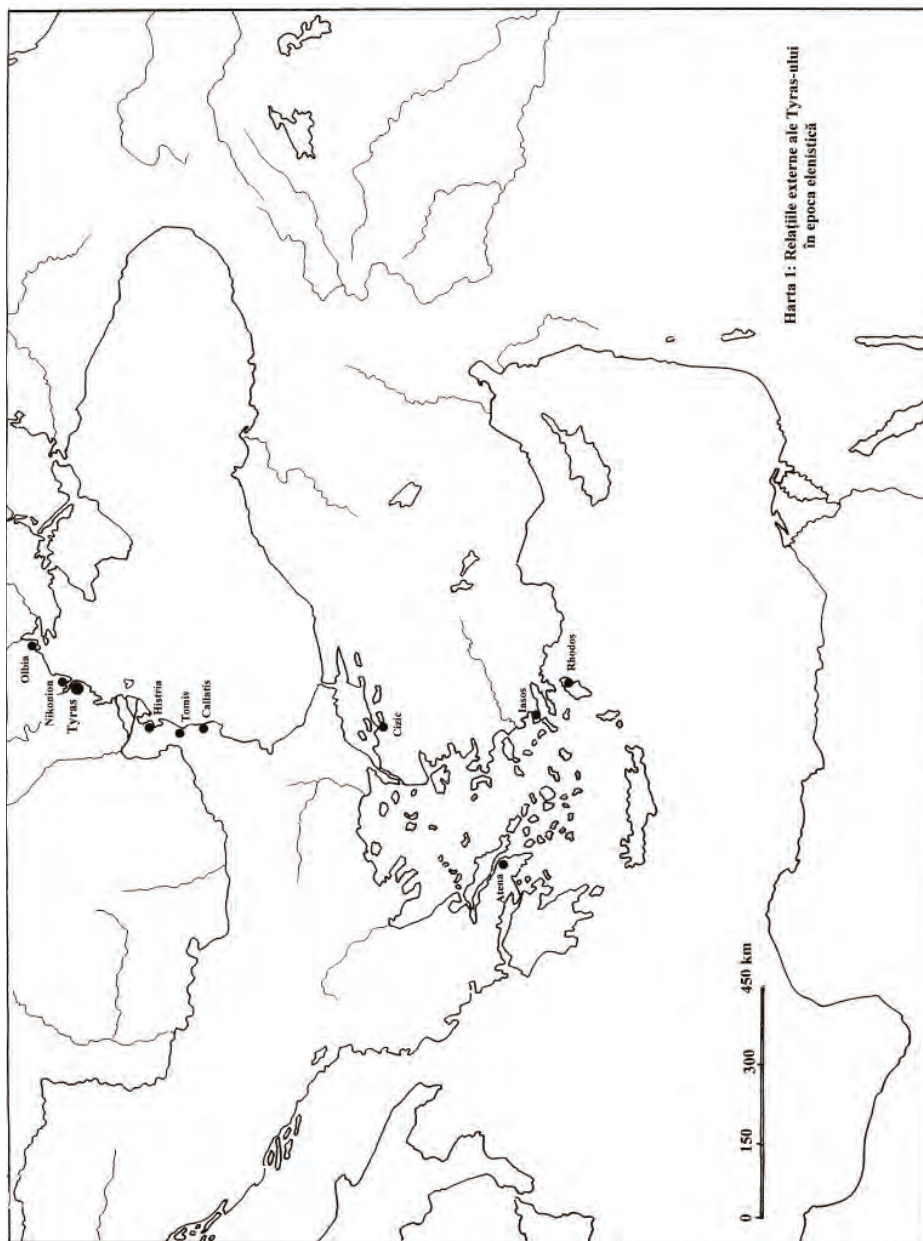 Olbia
Nikonion
Tyras
Histria
Tomis
Callatis
Cizic
Atena
Iasos
Rhodos
0 150 300 450 km
Harta 1: Relațiile externe ale Tyras-ului
în epoca elenistică